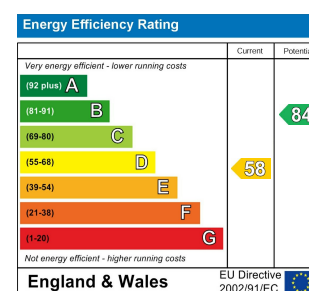 Energy Efficiency Rating
Current Potentia
Very energy efficient - lower running costs
(92 plus) A
(81-91) B
84
(69-80) C
(55-68) D
58
(39-54) E
(21-38) F
(1-20) G
Not energy efficient - higher running costs
England & Wales
EU Directive
2002/91/EC